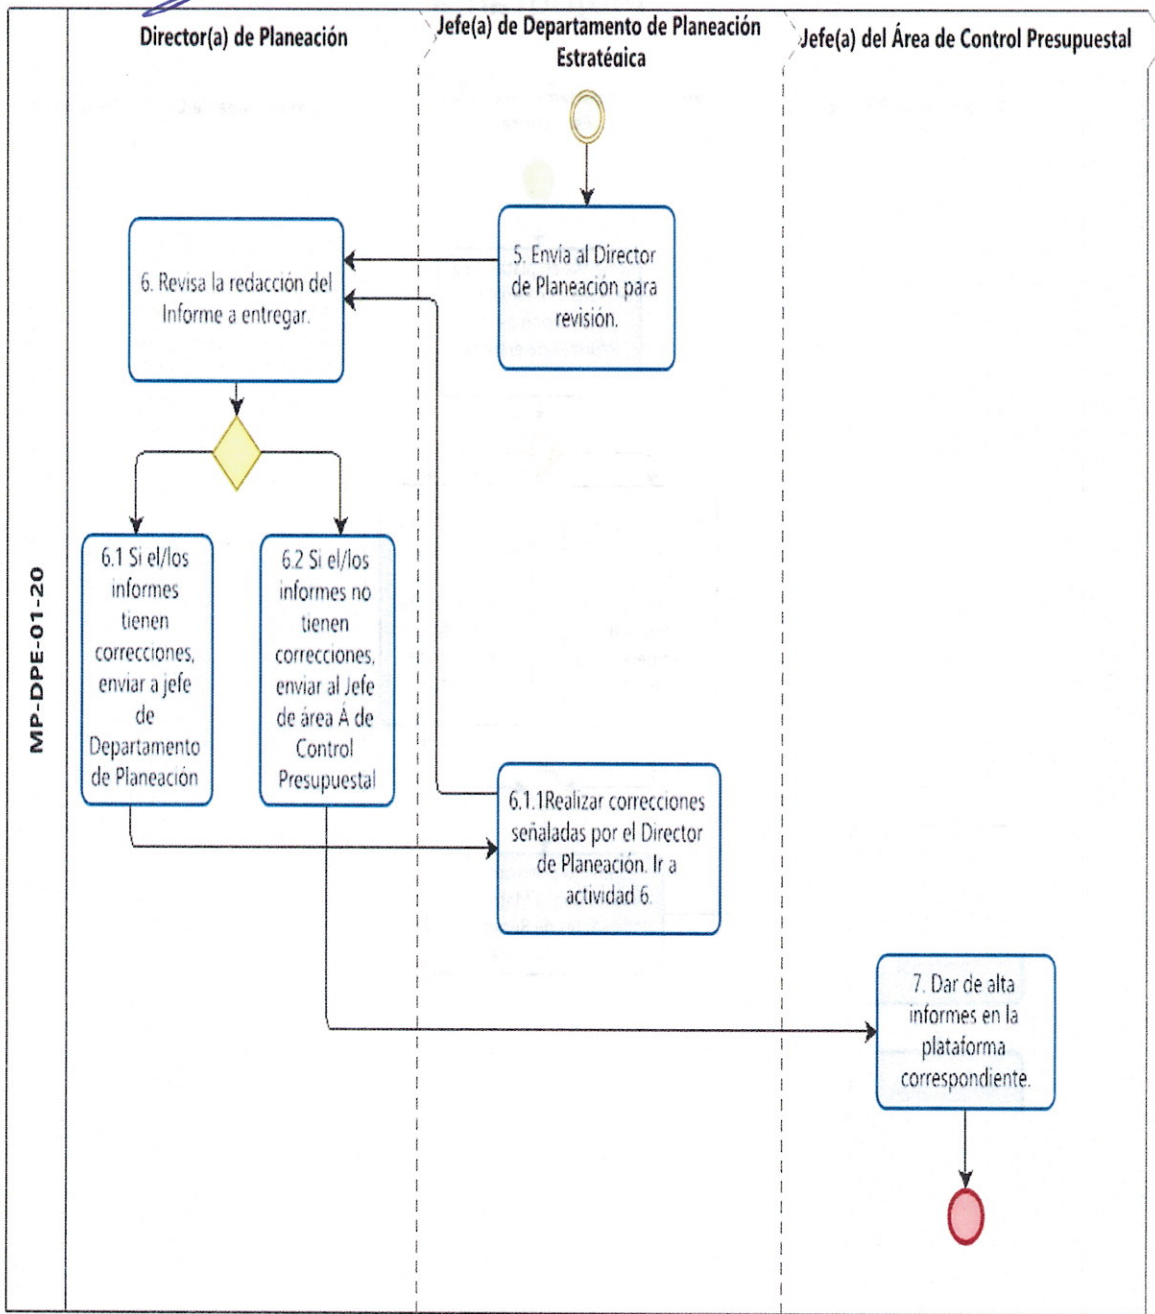 Director(a) de Planeación
Jefe(a) de Departamento de Planeación
Estratégica
Jefe(a) del Área de Control Presupuestal
MP-DPE-01-20
5. Envía al Director
de Planeación para
revisión.
6. Revisa la redacción del
Informe a entregar.
6.1 Si el/los
informes
tienen
correcciones,
enviar a jefe
de
Departamento
de Planeación
6.2 Si el/los
informes no
tienen
correcciones,
enviar al Jefe
de área Á de
Control
Presupuestal
6.1.1Realizar correcciones
señaladas por el Director
de Planeación. Ir a
actividad 6.
7. Dar de alta
informes en la
plataforma
correspondiente.